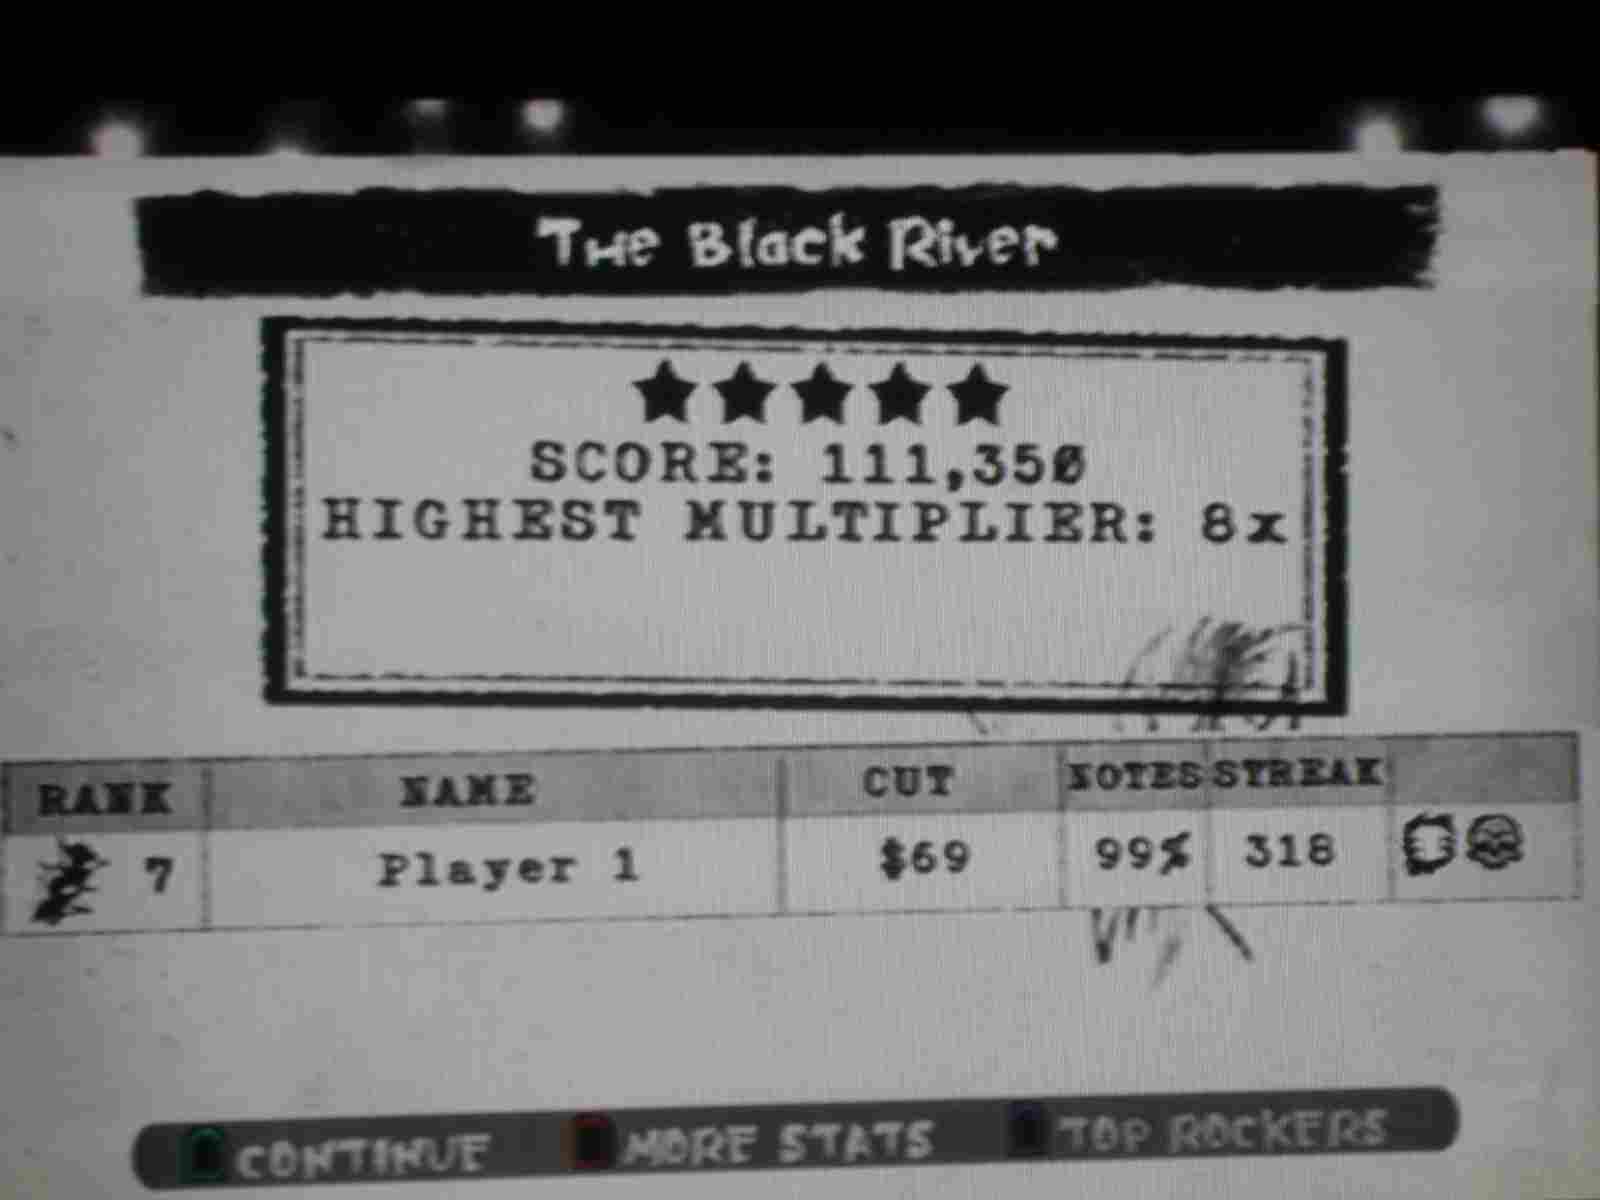 The Black River
SCORE: 111,350
HIGHEST MULTIPLIER: 8x
RANK NAME CUT NOTES STREAK
7 Player 1 $69 99% 318
CONTINUE MORE STATS TOP ROCKERS